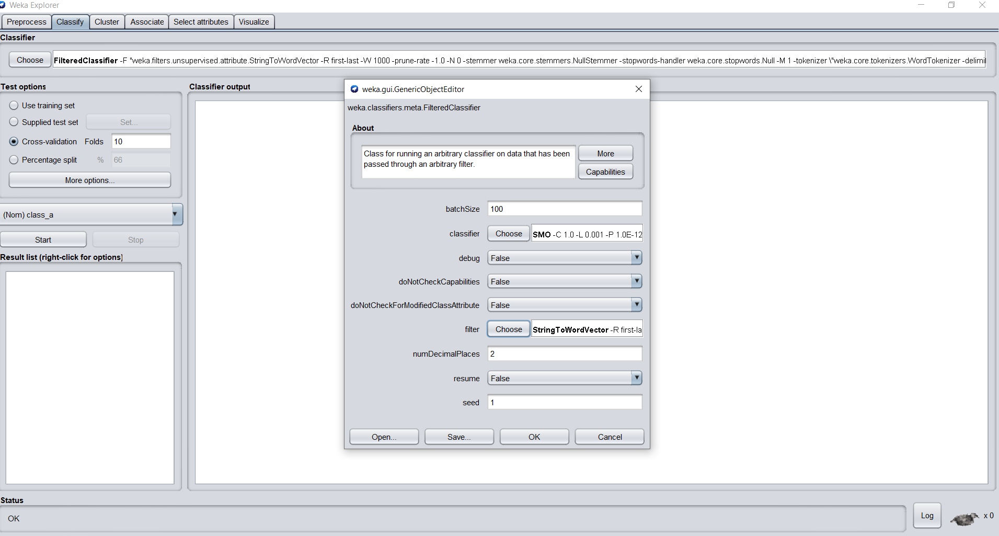 Weka Explorer
Preprocess Classify Cluster Associate Select attributes Visualize
Classifier
Choose FilteredClassifier -F "weka.filters.unsupervised.attribute.StringToWordVector -R first-last -W 1000 -prune-rate -1.0 -N 0 -stemmer weka.core.stemmers.NullStemmer -stopwords-handler weka.core.stopwords.Null -M 1 -tokenizer \"weka.core.tokenizers.WordTokenizer -delimi
Test options
Use training set
Supplied test set Set...
Cross-validation Folds 10
Percentage split % 66
More options...
(Nom) class_a
Start Stop
Result list (right-click for options)
Classifier output
weka.gui.GenericObjectEditor
weka.classifiers.meta.FilteredClassifier
About
Class for running an arbitrary classifier on data that has been
passed through an arbitrary filter.
More
Capabilities
batchSize 100
classifier Choose SMO -C 1.0 -L 0.001 -P 1.0E-12
debug False
doNotCheckCapabilities False
doNotCheckForModifiedClassAttribute False
filter Choose StringToWordVector -R first-la
numDecimalPlaces 2
resume False
seed 1
Open... Save... OK Cancel
Status
OK
Log x 0